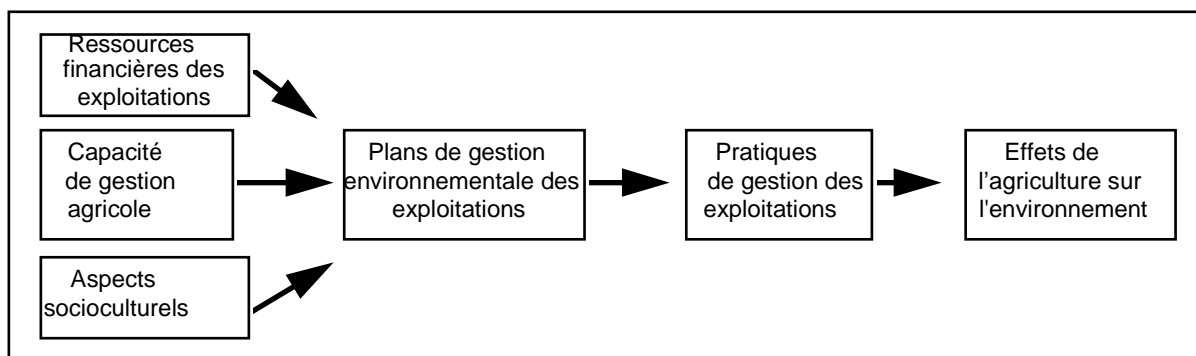 Ressources
financières des
exploitations
Capacité
de gestion
agricole
Aspects
socioculturels
Plans de gestion
environnementale des
exploitations
Pratiques
de gestion des
exploitations
Effets de
l’agriculture sur
l'environnement